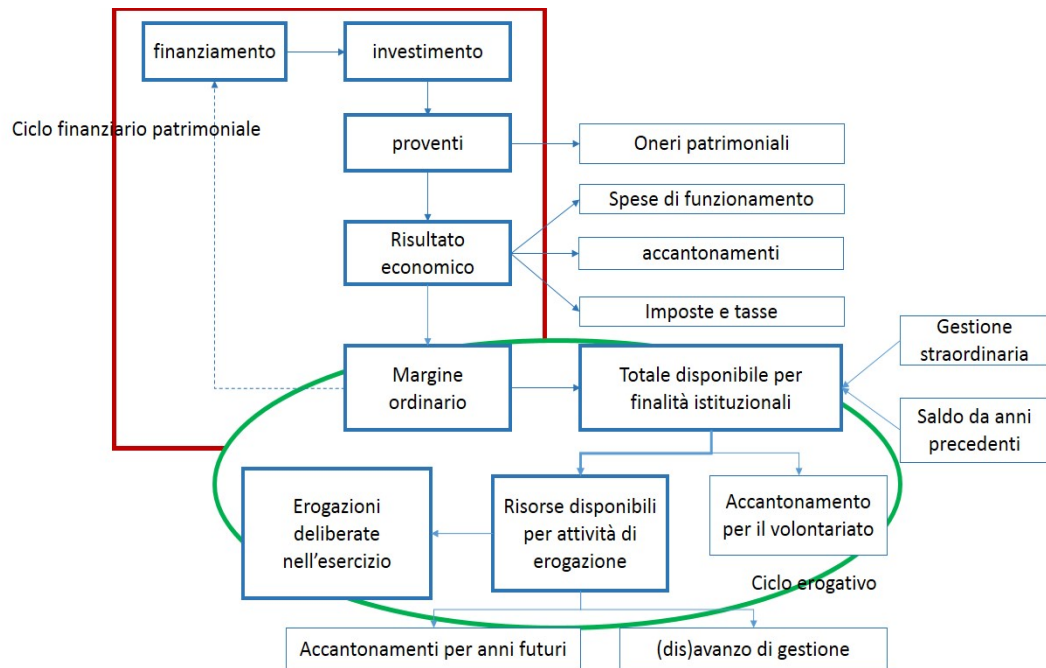 finanziamento
investimento
Ciclo finanziario patrimoniale
proventi
Oneri patrimoniali
Spese di funzionamento
Risultato
economico
accantonamenti
Imposte e tasse
Gestione
straordinaria
Margine
ordinario
Totale disponibile per
finalità istituzionali
Saldo da anni
precedenti
Erogazioni
deliberate
nell'esercizio
Risorse disponibili
per attività di
erogazione
Accantonamento
per il volontariato
Ciclo erogativo
Accantonamenti per anni futuri
(dis)avanzo di gestione